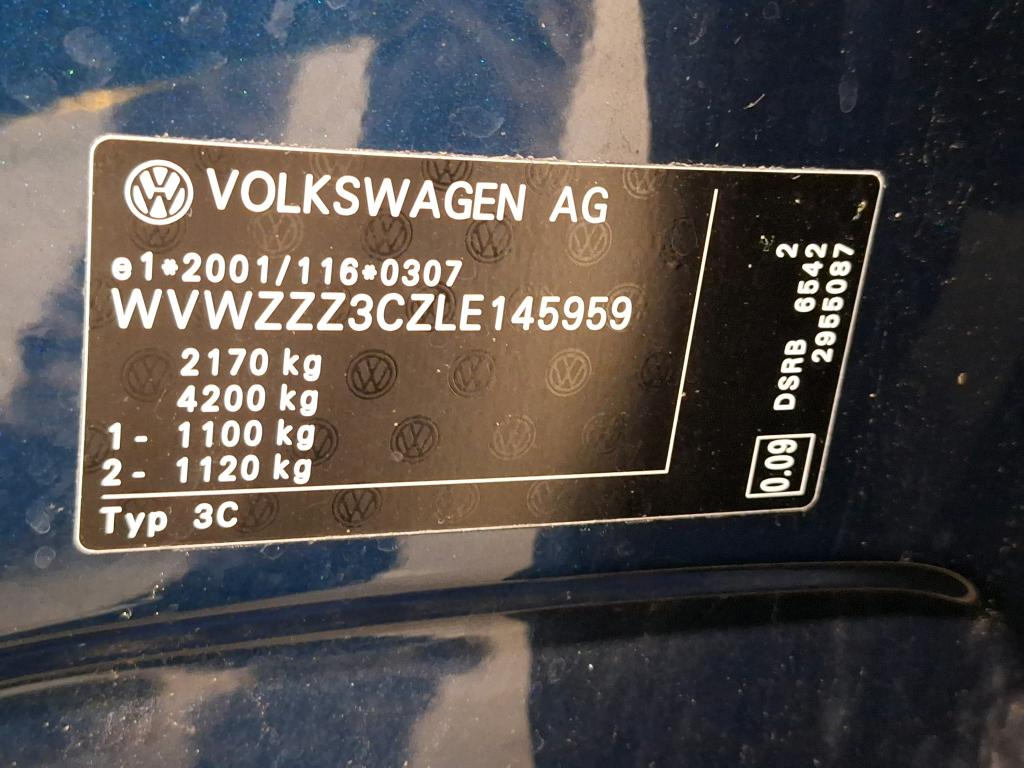 VOLKSWAGEN AG
e1*2001/116*0307
WVWZZZ3CZLE145959
2170 kg
4200 kg
1- 1100 kg
2- 1120 kg
Typ 3C
2
DSRB 6542
2955087
0.09